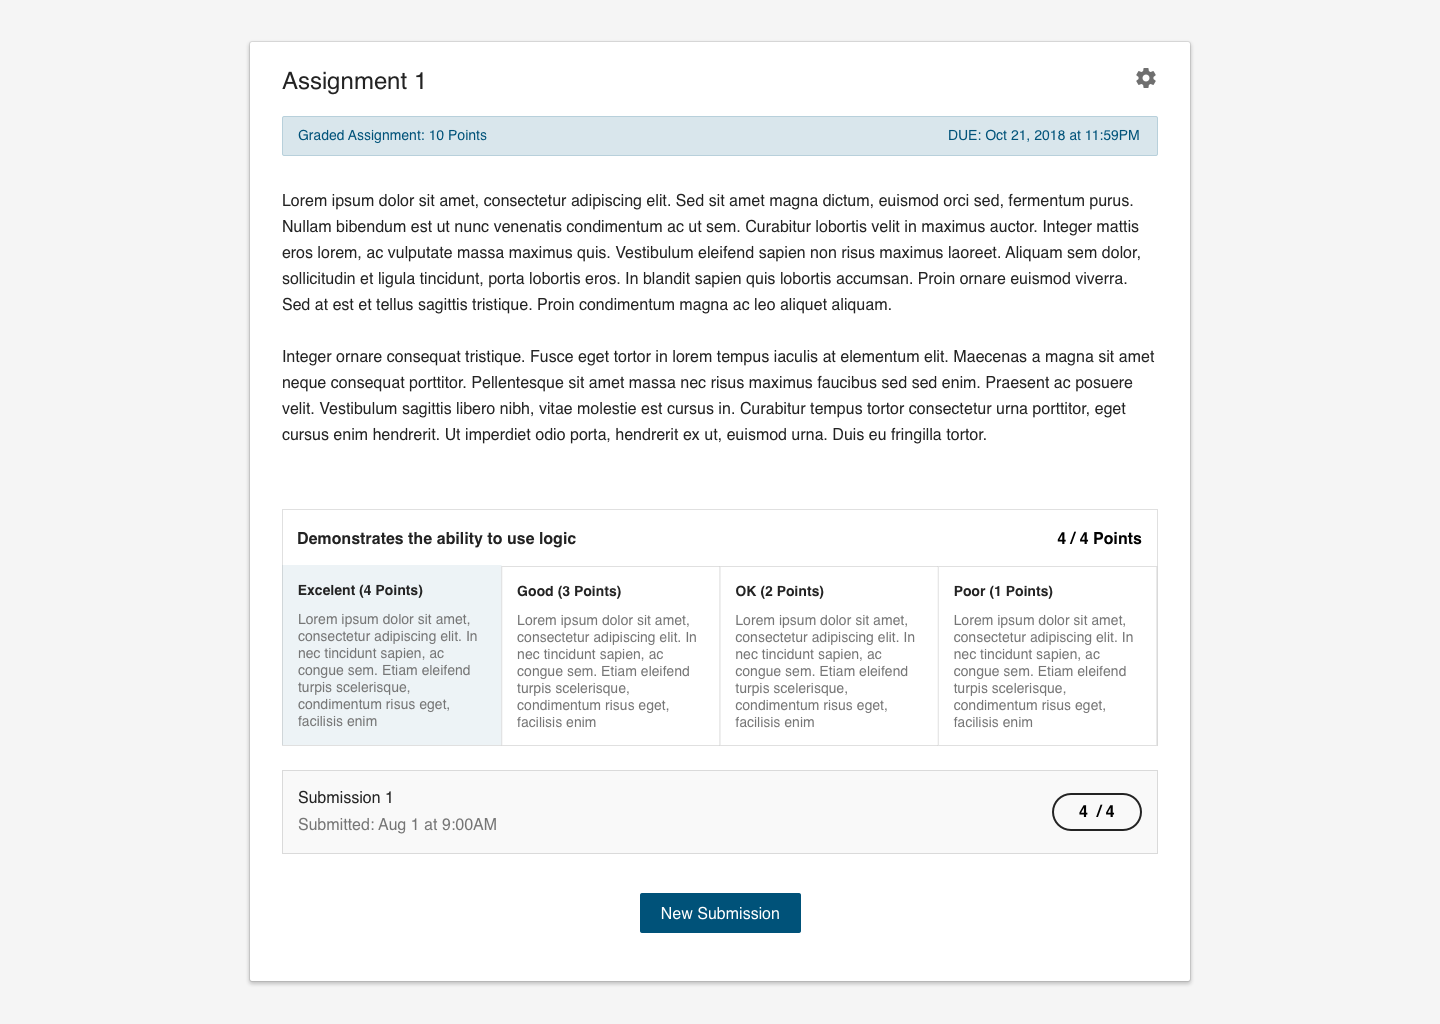 Assignment 1
Graded Assignment: 10 Points
DUE: Oct 21, 2018 at 11:59PM
Lorem ipsum dolor sit amet, consectetur adipiscing elit. Sed sit amet magna dictum, euismod orci sed, fermentum purus.
Nullam bibendum est ut nunc venenatis condimentum ac ut sem. Curabitur lobortis velit in maximus auctor. Integer mattis
eros lorem, ac vulputate massa maximus quis. Vestibulum eleifend sapien non risus maximus laoreet. Aliquam sem dolor,
sollicitudin et ligula tincidunt, porta lobortis eros. In blandit sapien quis lobortis accumsan. Proin ornare euismod viverra.
Sed at est et tellus sagittis tristique. Proin condimentum magna ac leo aliquet aliquam.
Integer ornare consequat tristique. Fusce eget tortor in lorem tempus iaculis at elementum elit. Maecenas a magna sit amet
neque consequat porttitor. Pellentesque sit amet massa nec risus maximus faucibus sed sed enim. Praesent ac posuere
velit. Vestibulum sagittis libero nibh, vitae molestie est cursus in. Curabitur tempus tortor consectetur urna porttitor, eget
cursus enim hendrerit. Ut imperdiet odio porta, hendrerit ex ut, euismod urna. Duis eu fringilla tortor.
Demonstrates the ability to use logic
4 / 4 Points
Excelent (4 Points)
Lorem ipsum dolor sit amet,
consectetur adipiscing elit. In
nec tincidunt sapien, ac
congue sem. Etiam eleifend
turpis scelerisque,
condimentum risus eget,
facilisis enim
Good (3 Points)
Lorem ipsum dolor sit amet,
consectetur adipiscing elit. In
nec tincidunt sapien, ac
congue sem. Etiam eleifend
turpis scelerisque,
condimentum risus eget,
facilisis enim
OK (2 Points)
Lorem ipsum dolor sit amet,
consectetur adipiscing elit. In
nec tincidunt sapien, ac
congue sem. Etiam eleifend
turpis scelerisque,
condimentum risus eget,
facilisis enim
Poor (1 Points)
Lorem ipsum dolor sit amet,
consectetur adipiscing elit. In
nec tincidunt sapien, ac
congue sem. Etiam eleifend
turpis scelerisque,
condimentum risus eget,
facilisis enim
Submission 1
Submitted: Aug 1 at 9:00AM
4 / 4
New Submission